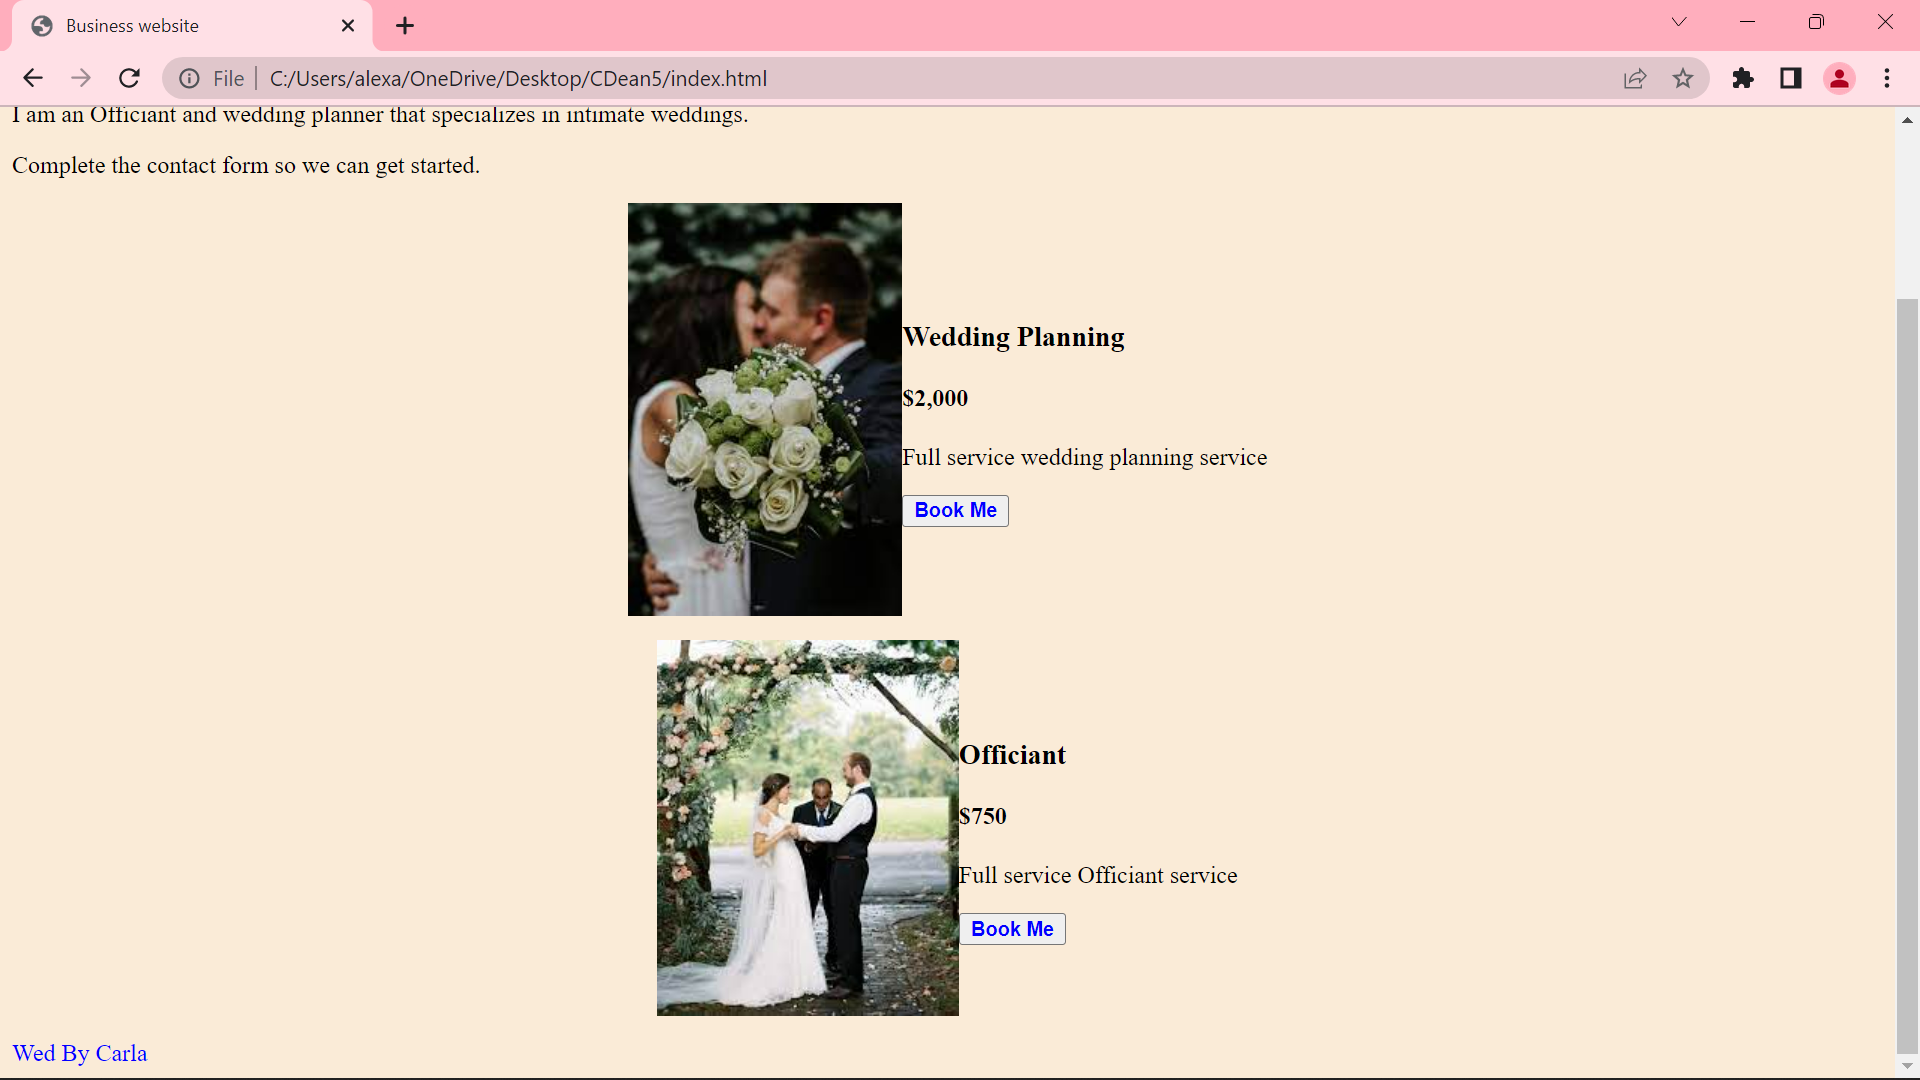 Business website
File
C:/Users/alexa/OneDrive/Desktop/CDean5/index.html
I am an Officiant and wedding planner that specializes in intimate weddings.
Complete the contact form so we can get started.
Wedding Planning
$2,000
Full service wedding planning service
Book Me
Officiant
$750
Full service Officiant service
Book Me
Wed By Carla